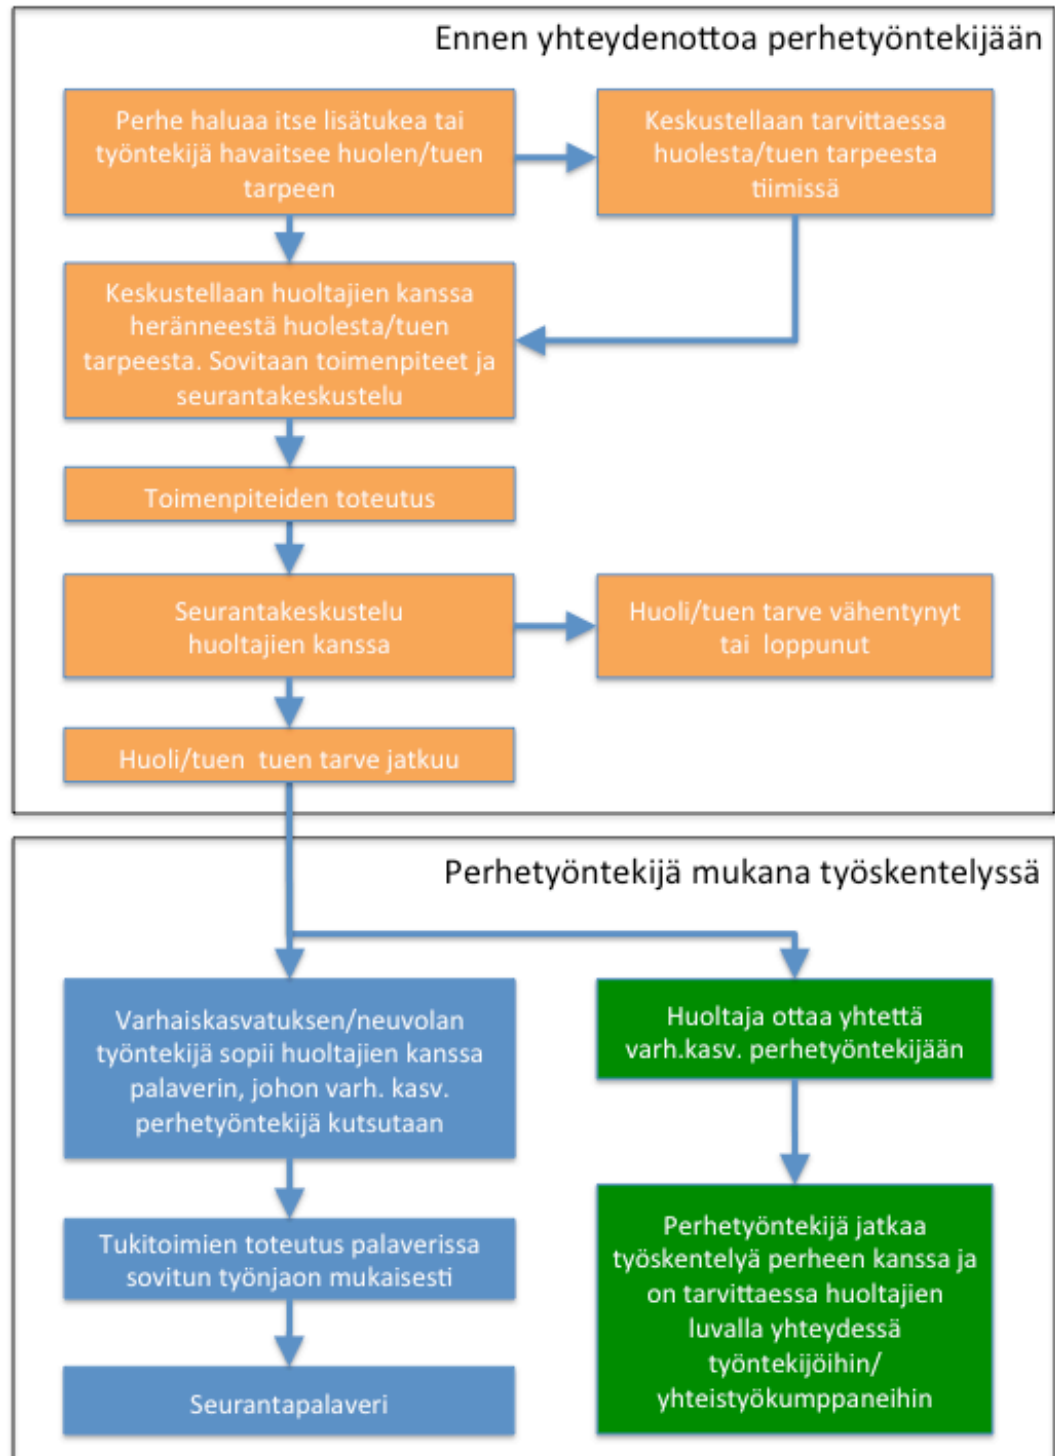 Ennen yhteydenottoa perhetyöntekijään
Perhe haluaa itse lisätukea tai
työntekijä havaitsee huolen/tuen
tarpeen
Keskustellaan tarvittaessa
huolesta/tuen tarpeesta
tiimissä
Keskustellaan huoltajien kanssa
heränneestä huolesta/tuen
tarpeesta. Sovitaan toimenpiteet ja
seurantakeskustelu
Toimenpiteiden toteutus
Seurantakeskustelu
huoltajien kanssa
Huoli/tuen tarve vähentynyt
tai loppunut
Huoli/tuen tuen tarve jatkuu
Perhetyöntekijä mukana työskentelyssä
Varhaiskasvatuksen/neuvolan
työntekijä sopii huoltajien kanssa
palaverin, johon varh. kasv.
perhetyöntekijä kutsutaan
Huoltaja ottaa yhtettä
varh.kasv. perhetyöntekijään
Tukitoimien toteutus palaverissa
sovitun työnjaon mukaisesti
Perhetyöntekijä jatkaa
työskentelyä perheen kanssa ja
on tarvittaessa huoltajien
luvalla yhteydessä
työntekijöihin/
yhteistyökumppaneihin
Seurantapalaveri